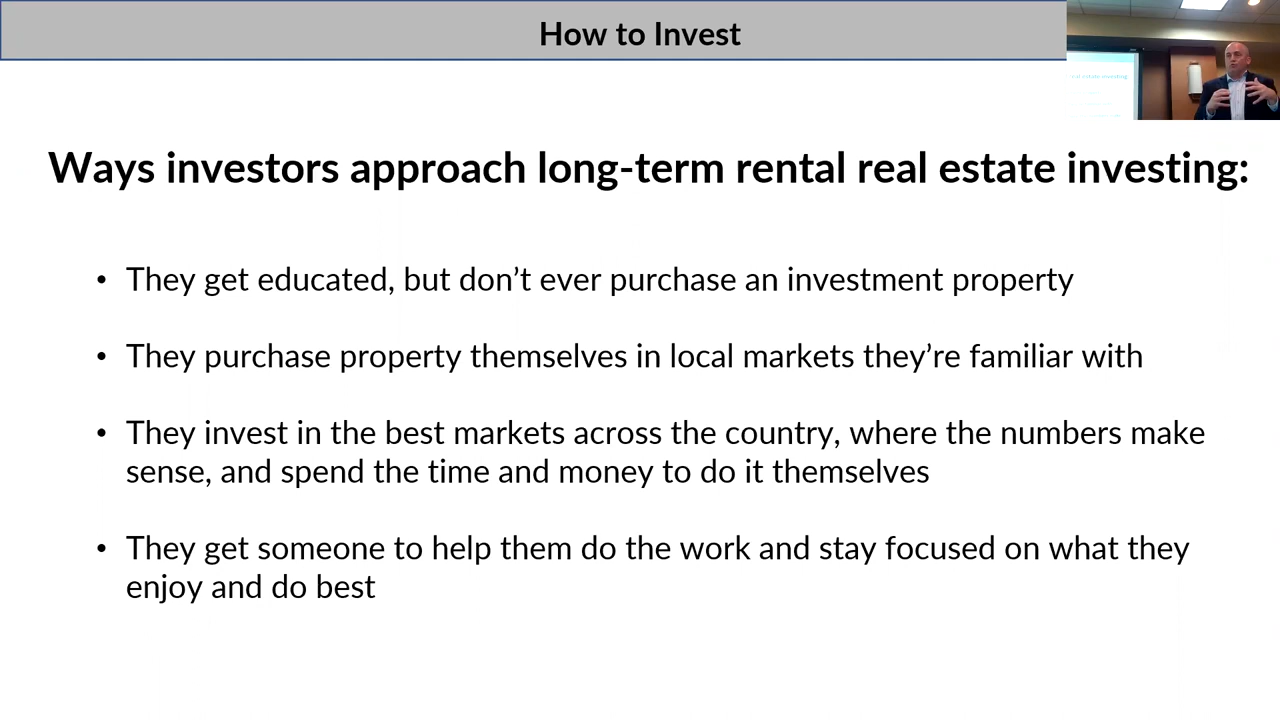 How to Invest
real estate investing:
Ways investors approach long-term rental real estate investing:
• They get educated, but don’t ever purchase an investment property
• They purchase property themselves in local markets they’re familiar with
• They invest in the best markets across the country, where the numbers make
sense, and spend the time and money to do it themselves
• They get someone to help them do the work and stay focused on what they
enjoy and do best